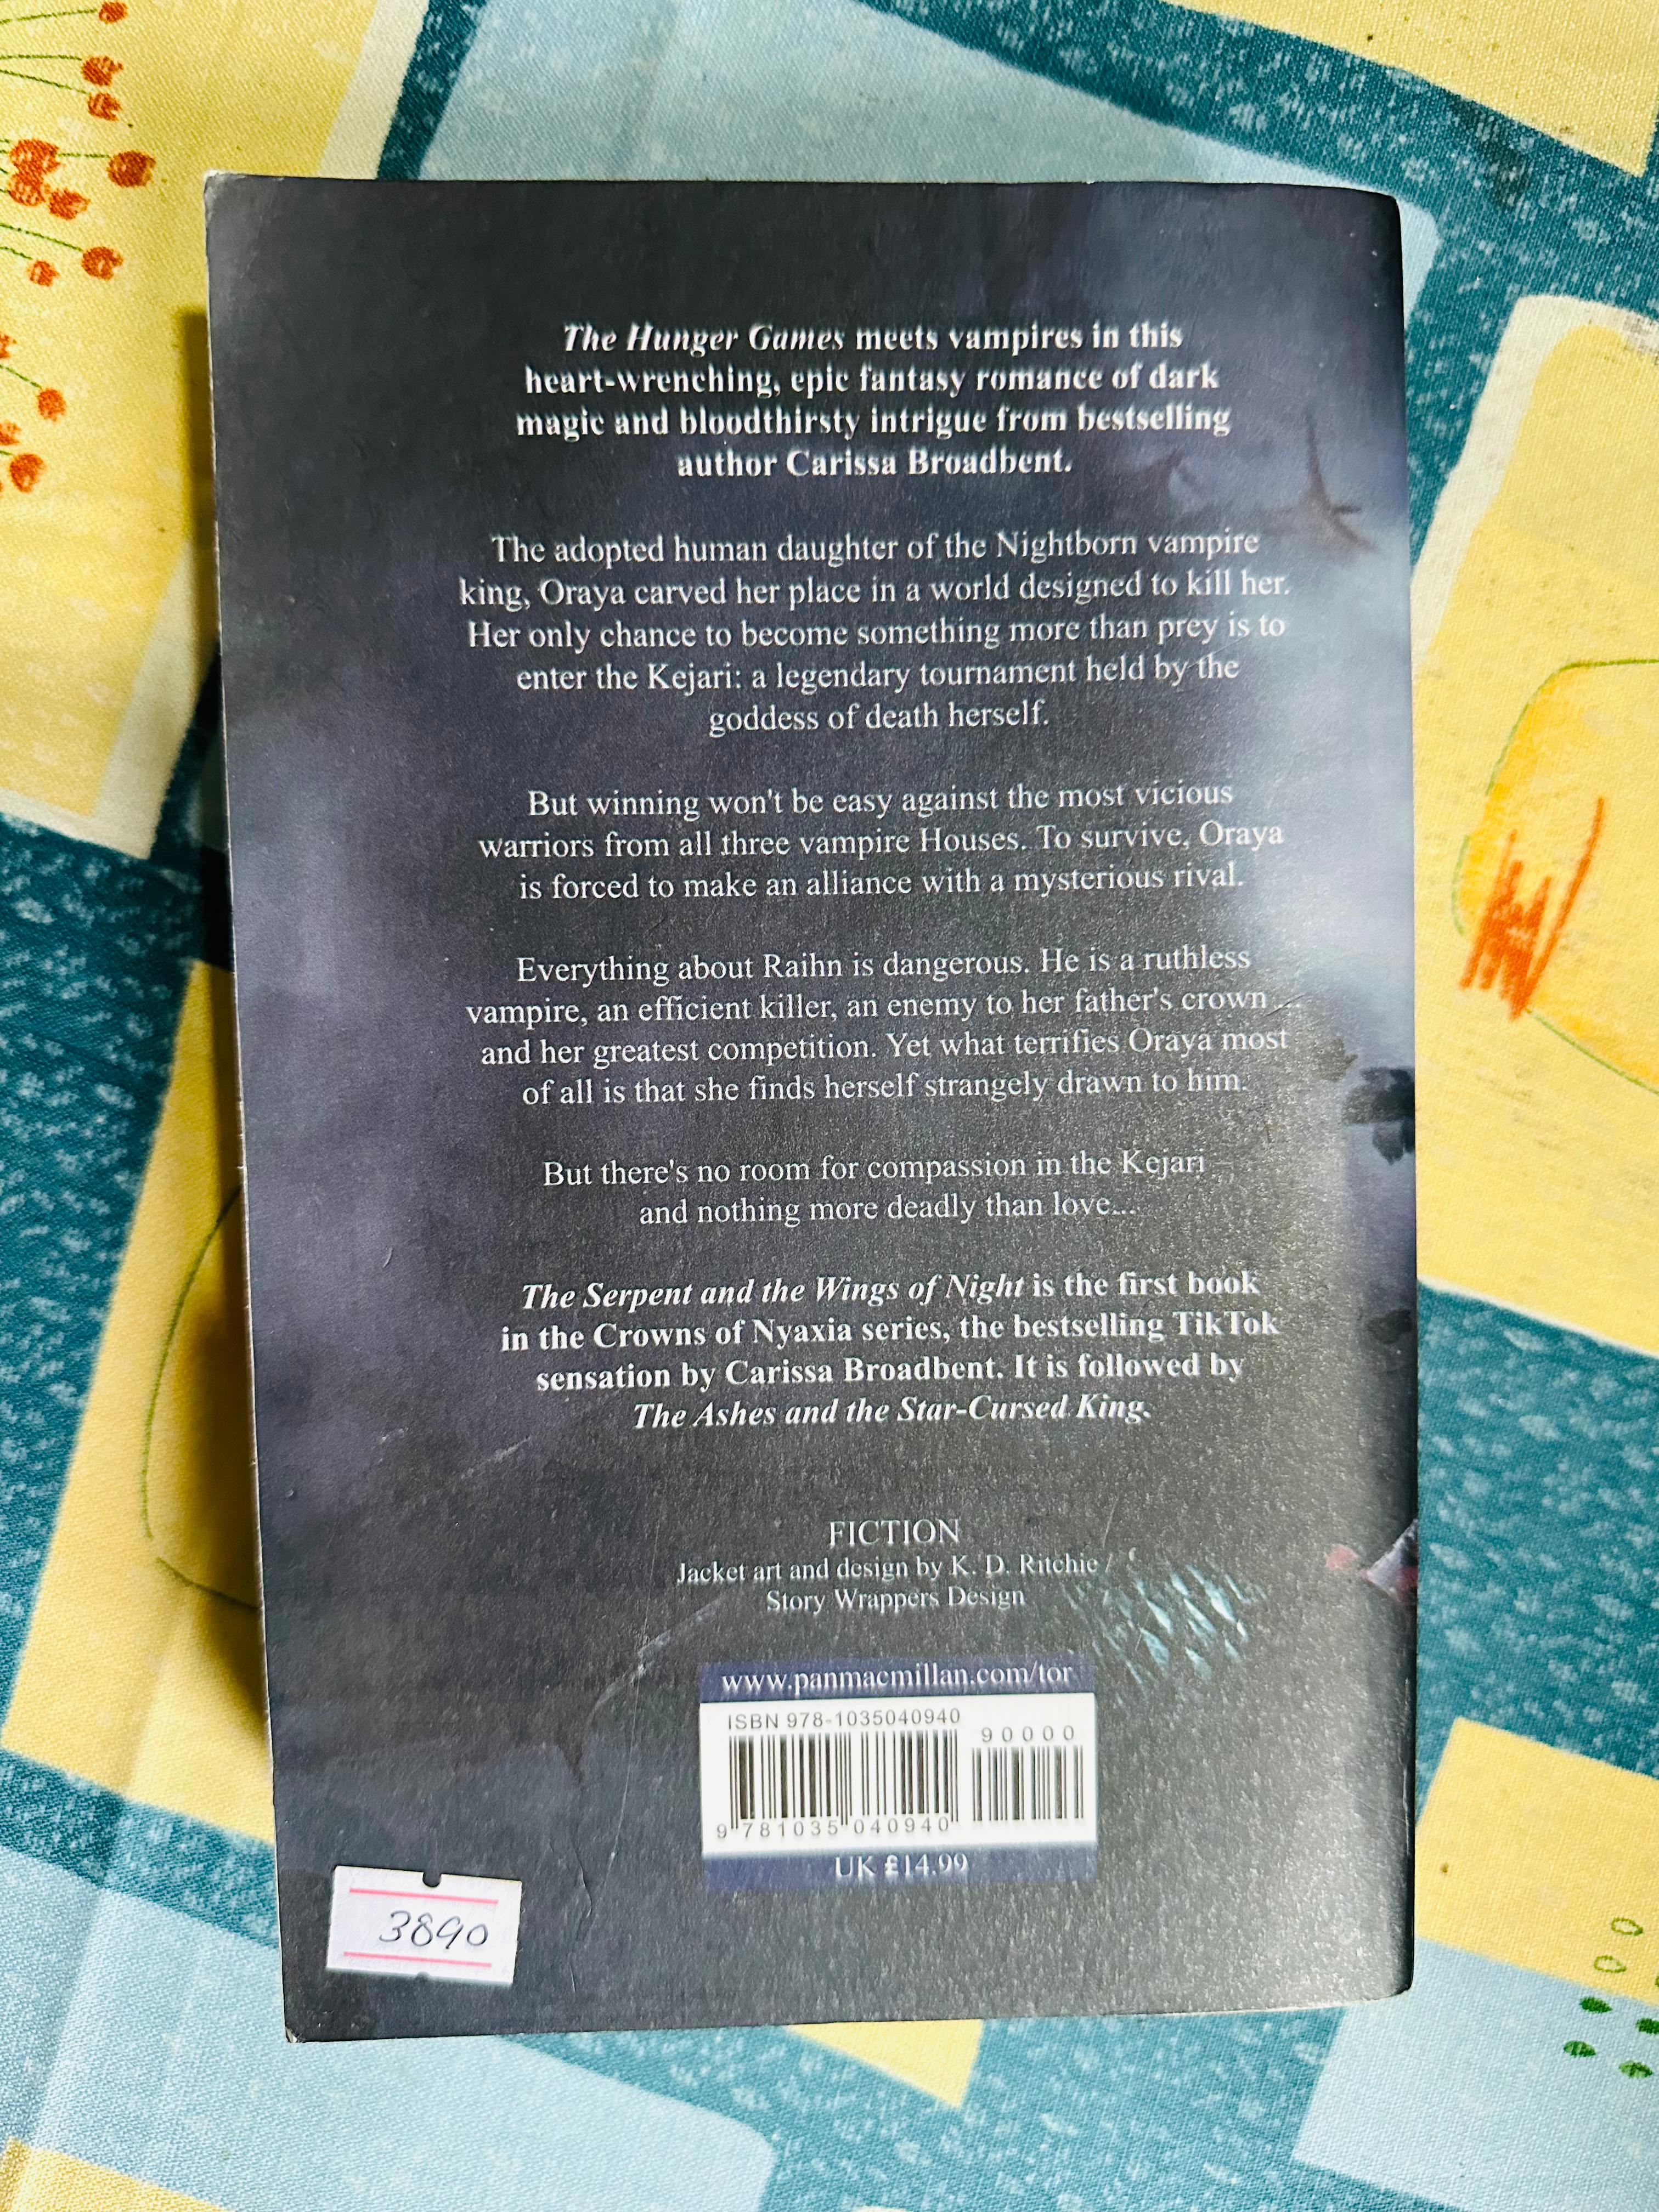 The Hunger Games meets vampires in this
heart-wrenching, epic fantasy romance of dark
magic and bloodthirsty intrigue from bestselling
author Carissa Broadbent.
The adopted human daughter of the Nightborn vampire
king, Oraya carved her place in a world designed to kill her.
Her only chance to become something more than prey is to
enter the Kejari: a legendary tournament held by the
goddess of death herself.
But winning won't be easy against the most vicious
warriors from all three vampire Houses. To survive, Oraya
is forced to make an alliance with a mysterious rival.
Everything about Raihn is dangerous. He is a ruthless
vampire, an efficient killer, an enemy to her father's crown ...
and her greatest competition. Yet what terrifies Oraya most
of all is that she finds herself strangely drawn to him.
But there's no room for compassion in the Kejari –
and nothing more deadly than love...
The Serpent and the Wings of Night is the first book
in the Crowns of Nyaxia series, the bestselling TikTok
sensation by Carissa Broadbent. It is followed by
The Ashes and the Star-Cursed King.
FICTION
Jacket art and design by K. D. Ritchie /
Story Wrappers Design
www.panmacmillan.com/tor
ISBN 978-1035040940
90000
9 781035 040940
UK £14.99
3890